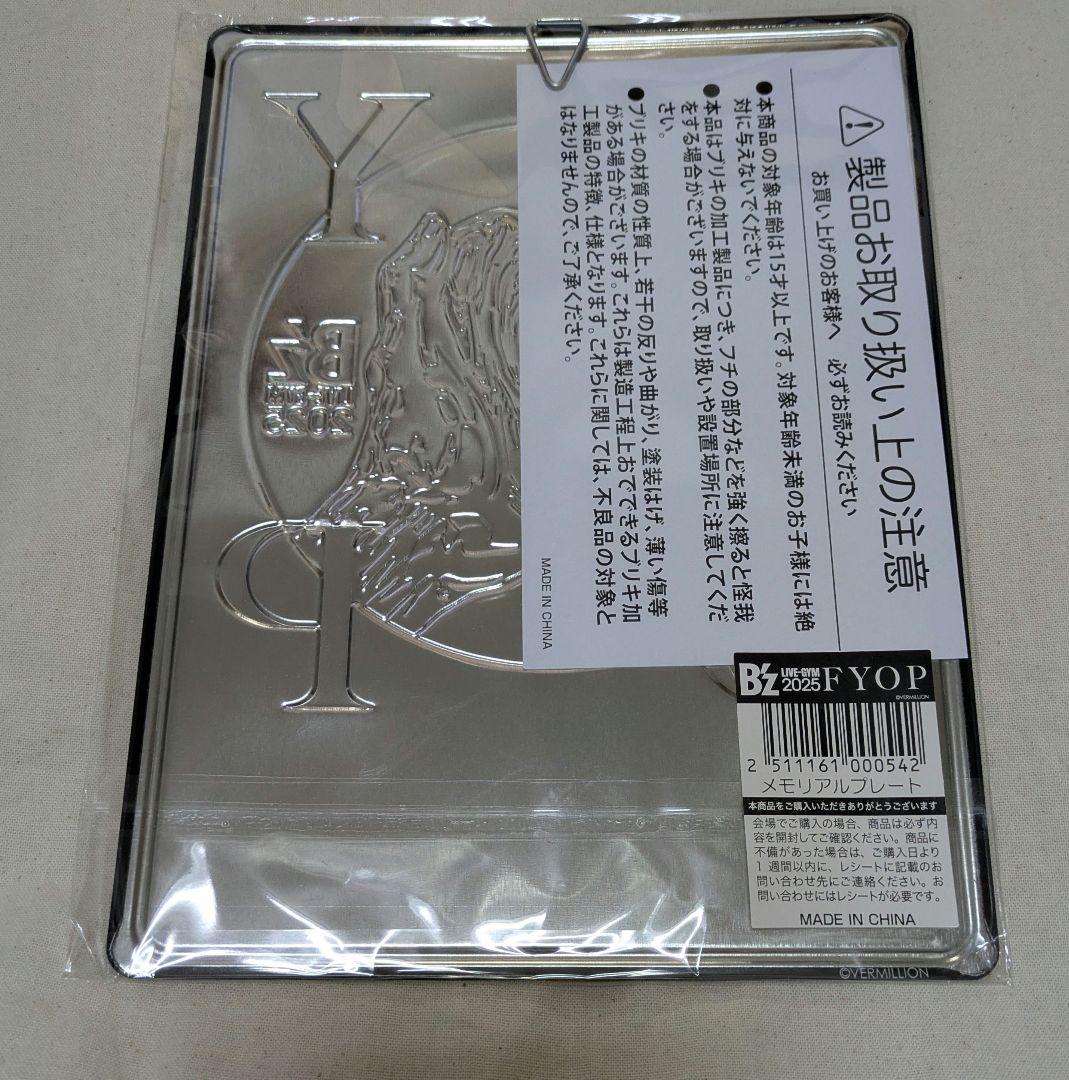 ⚠ 製品お取り扱い上の注意
お買い上げのお客様へ 必ずお読みください
●本商品の対象年齢は15才以上です。対象年齢未満のお子様には絶
対に与えないでください。
●本品はブリキの加工製品につき、フチの部分などを強く擦ると怪我
をする場合がございますので、取り扱いや設置場所に注意してくだ
さい。
●ブリキの材質の性質上、若干の反りや曲がり、塗装はげ、薄い傷等
がある場合がございます。これらは製造工程上おでできるブリキ加
工製品の特徴、仕様となります。これらに関しては、不良品の対象と
はなりませんので、ご了承ください。
MADE IN CHINA
Y
B'z
LIVE-GYM
2025
P
B'z LIVE-GYM 2025 FYOP
©VERMILLION
2 511161 000542
メモリアルプレート
本商品をご購入いただきありがとうございます
会場でご購入の場合、商品は必ず内
容を開封してご確認ください。商品に
不備があった場合は、ご購入日より
1 週間以内に、レシートに記載のお
問い合わせ先にご連絡ください。お
問い合わせにはレシートが必要です。
MADE IN CHINA
©VERMILLION